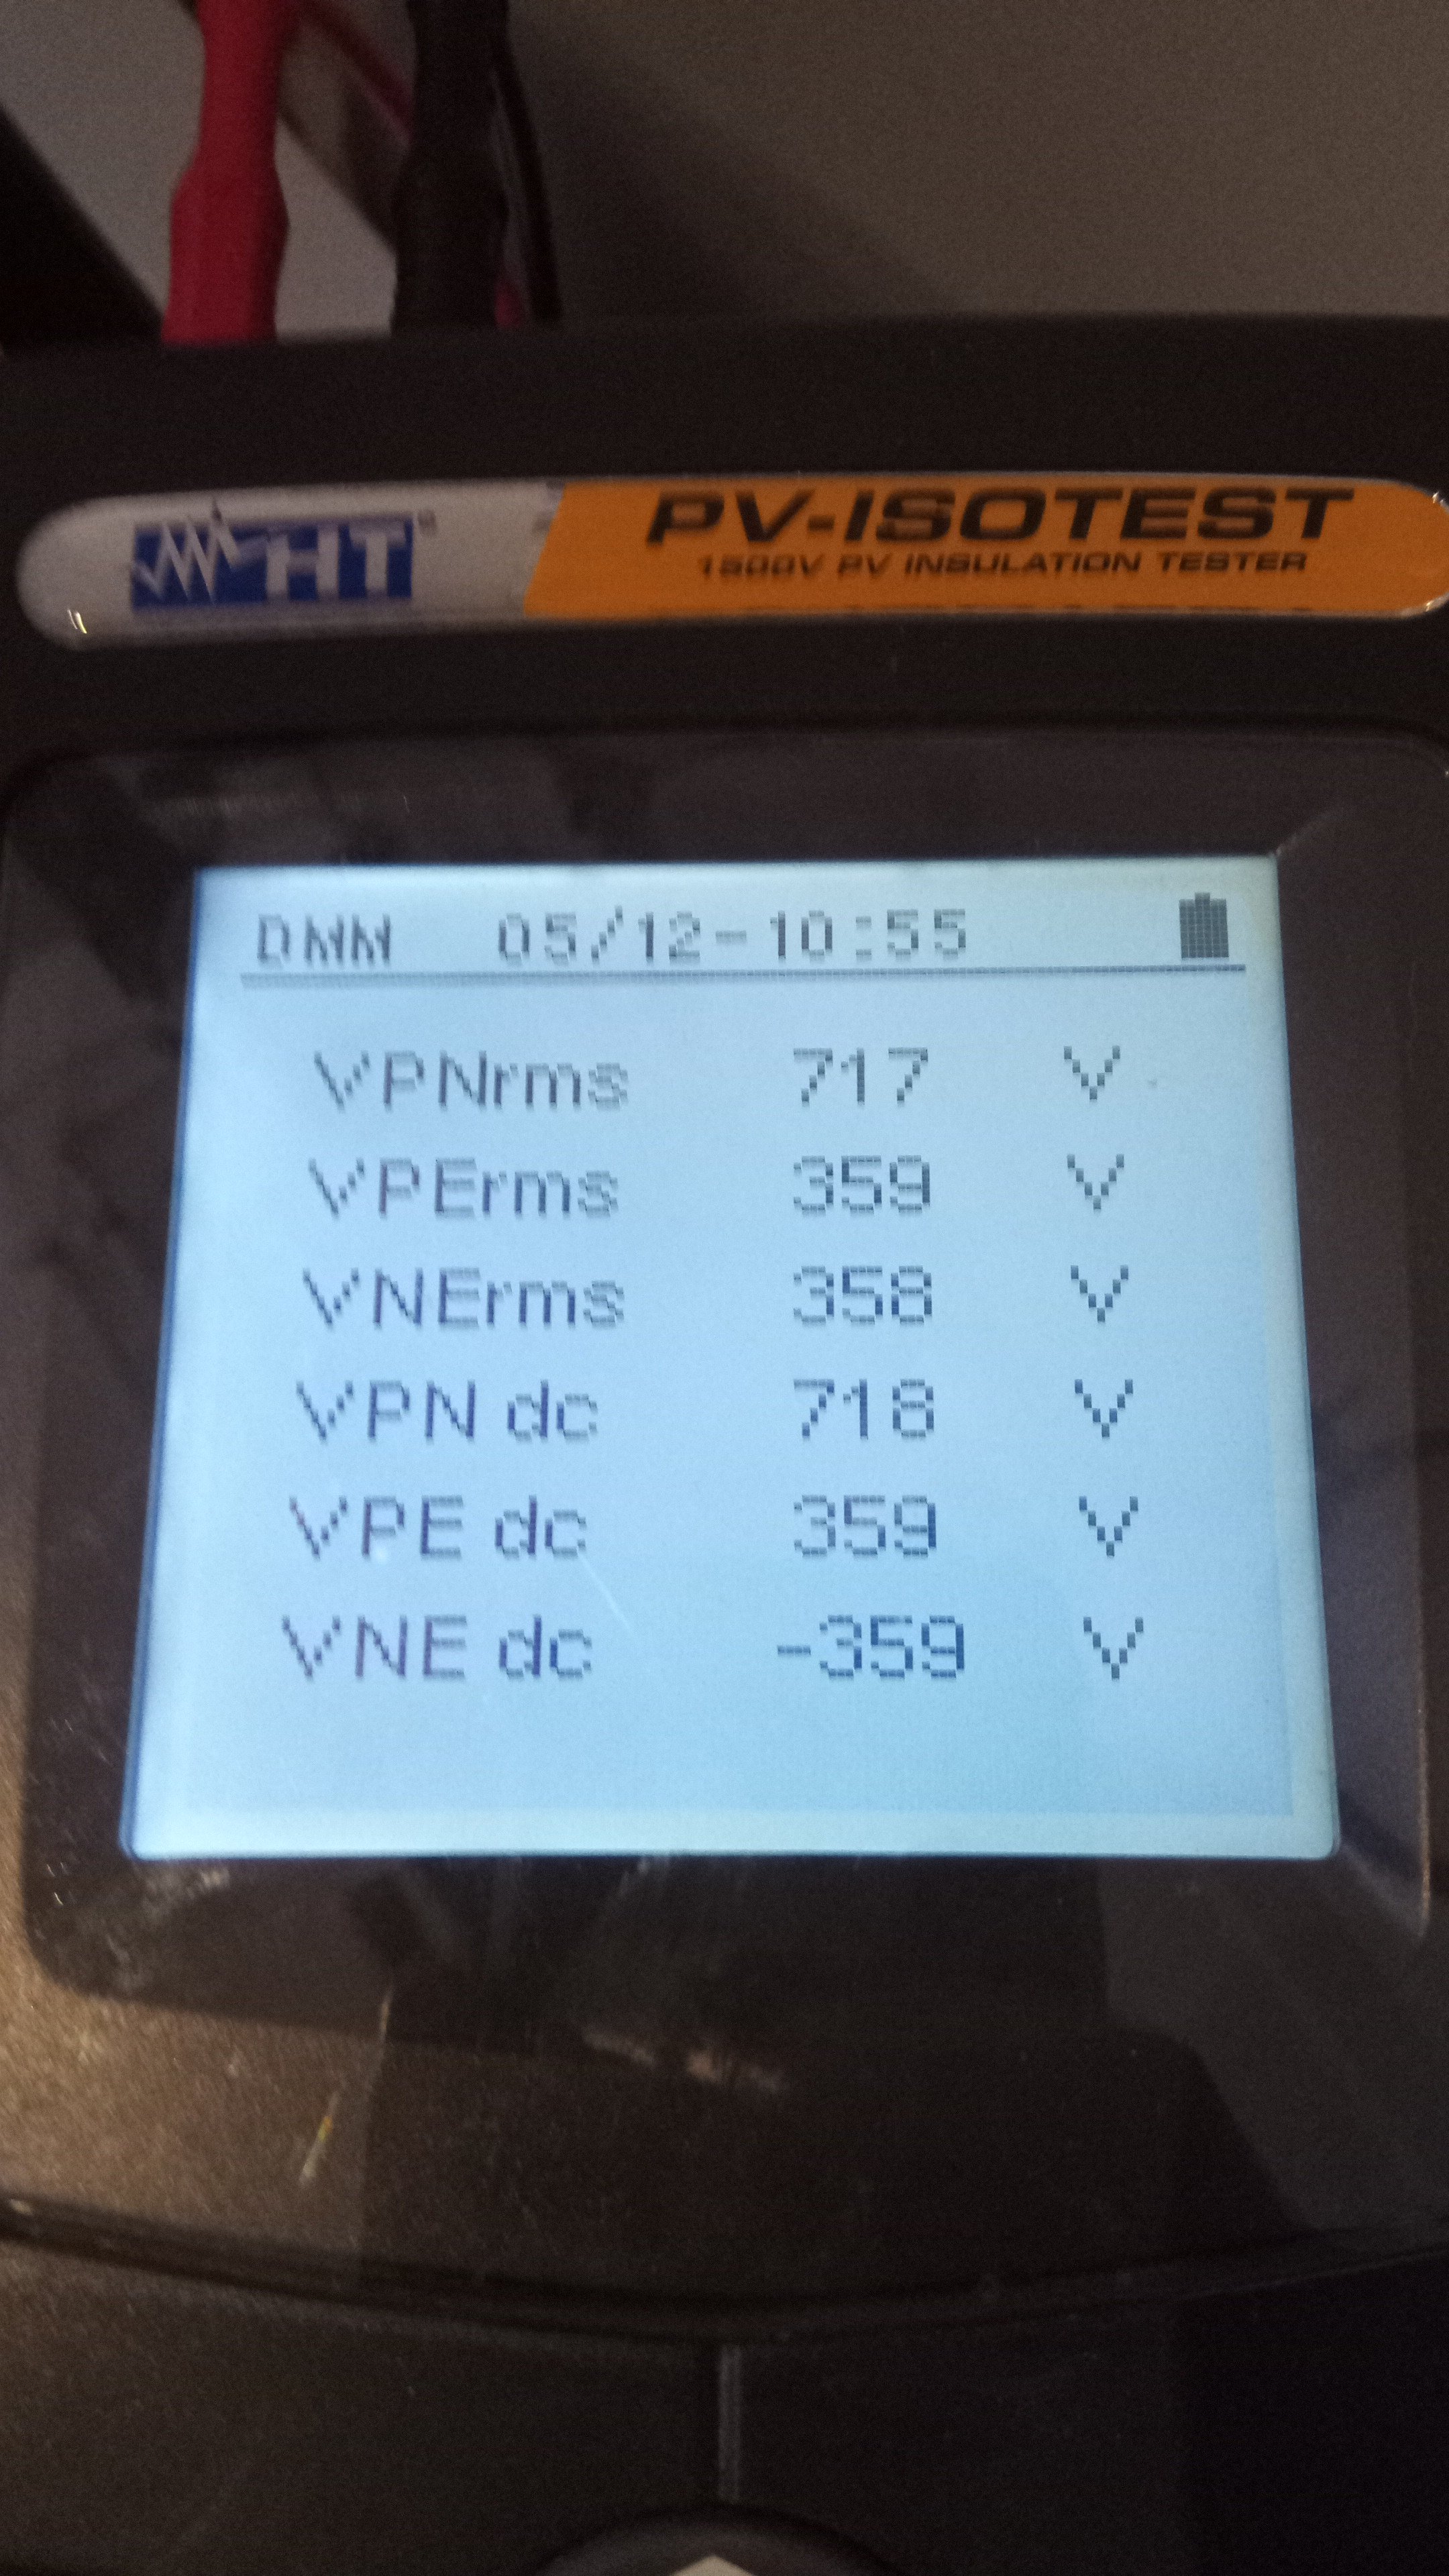 HT
PV-ISOTEST
1500V PV INSULATION TESTER
DMM 05/12-10:55
VPNrms 717 V
VPErms 359 V
VNErms 358 V
VPN dc 718 V
VPE dc 359 V
VNE dc -359 V